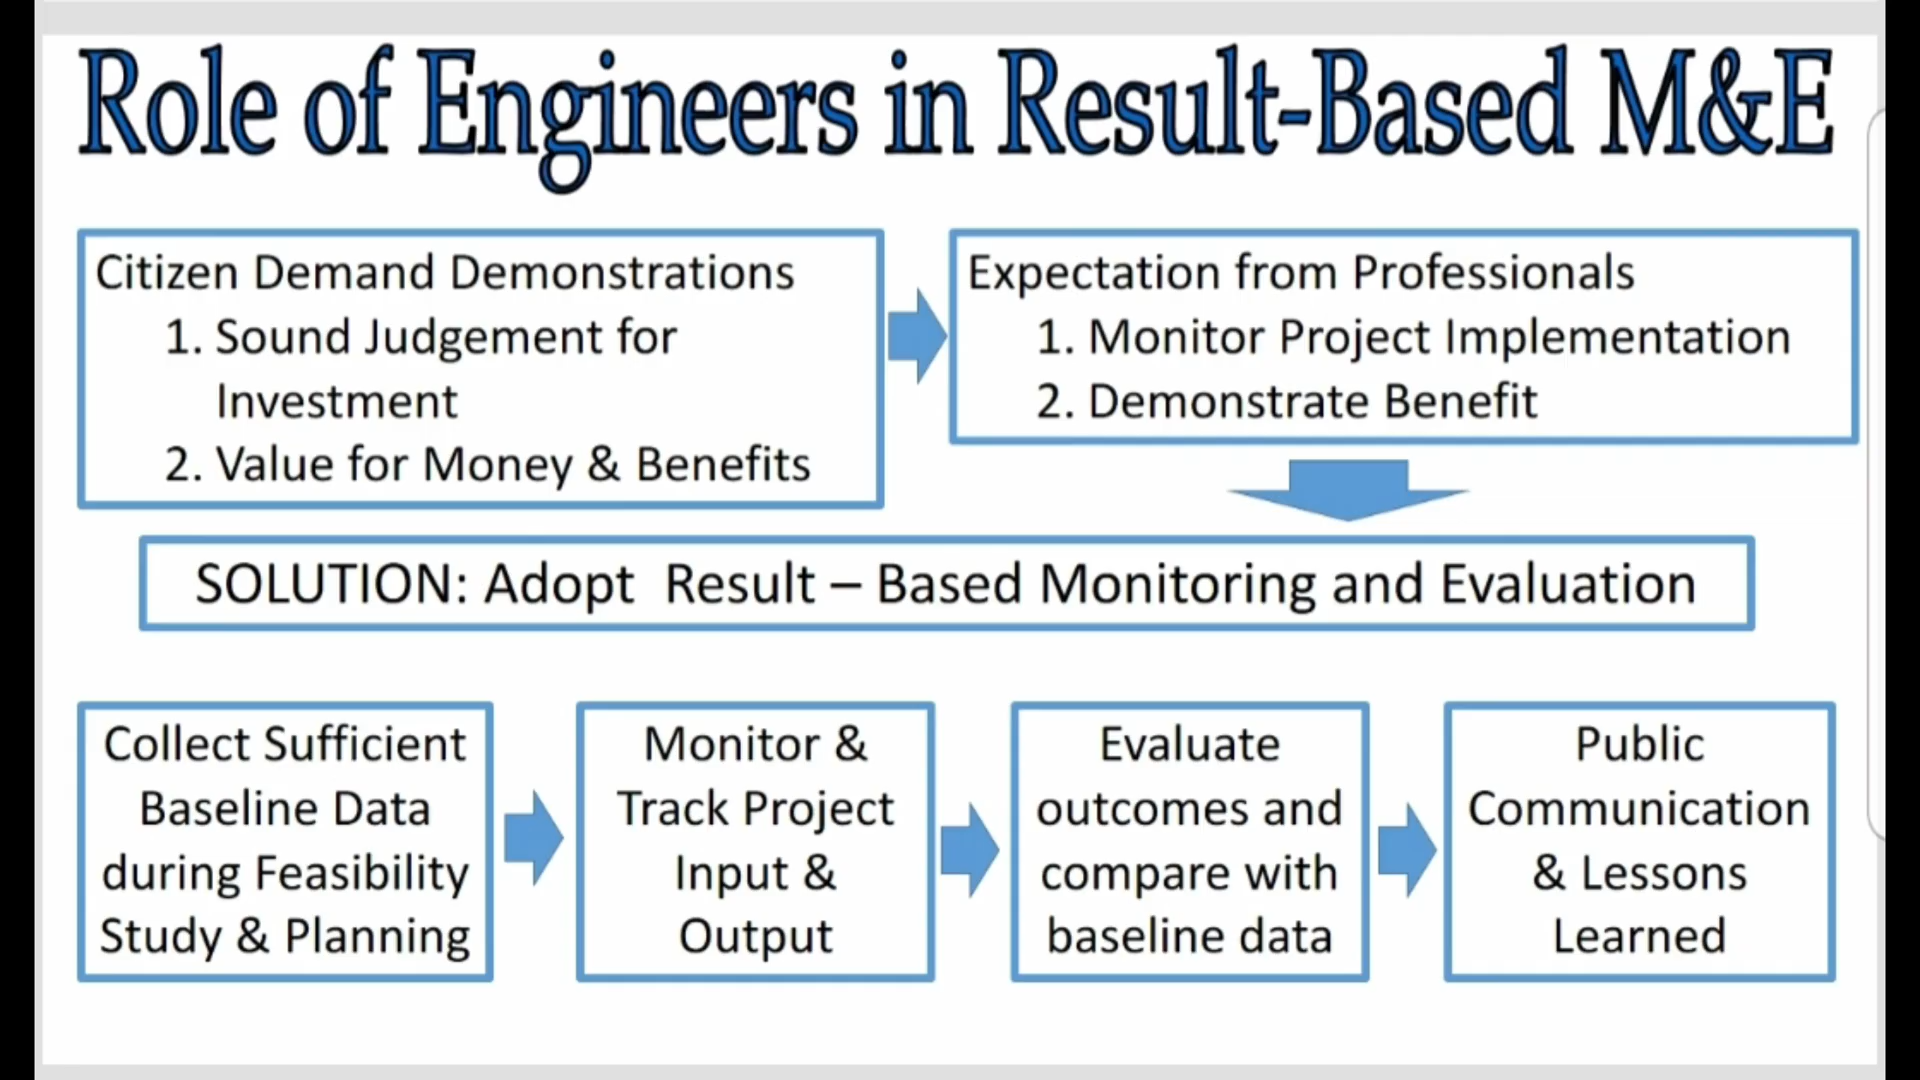 Role of Engineers in Result-Based M&E
Citizen Demand Demonstrations
1. Sound Judgement for
Investment
2. Value for Money & Benefits
Expectation from Professionals
1. Monitor Project Implementation
2. Demonstrate Benefit
SOLUTION: Adopt Result – Based Monitoring and Evaluation
Collect Sufficient
Baseline Data
during Feasibility
Study & Planning
Monitor &
Track Project
Input &
Output
Evaluate
outcomes and
compare with
baseline data
Public
Communication
& Lessons
Learned